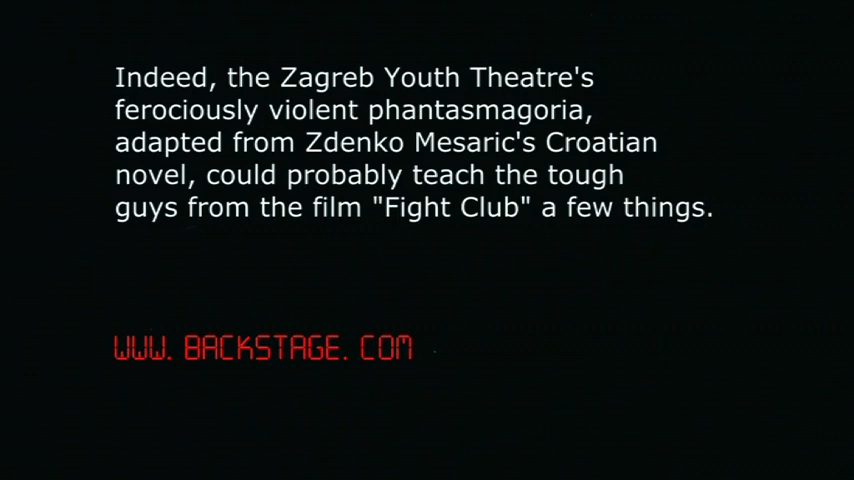 Indeed, the Zagreb Youth Theatre's
ferociously violent phantasmagoria,
adapted from Zdenko Mesaric's Croatian
novel, could probably teach the tough
guys from the film "Fight Club" a few things.
WWW. BACKSTAGE. COM